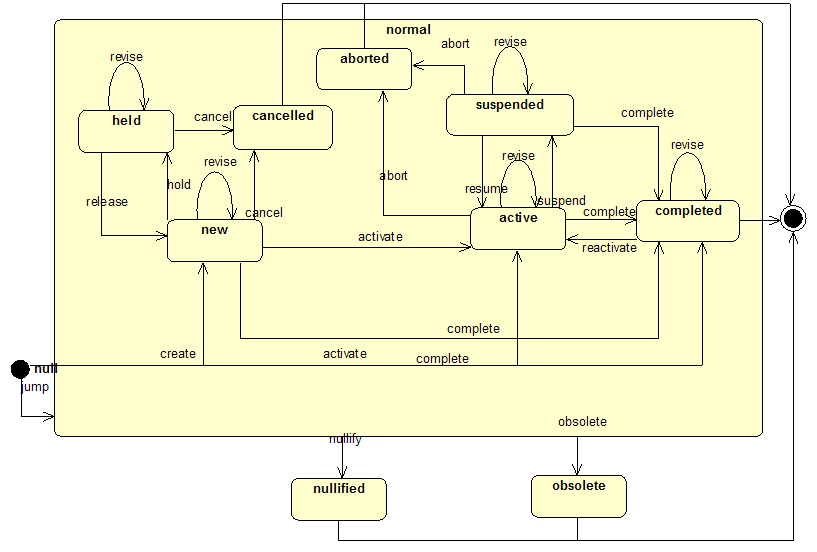 normal
revise
abort
revise
aborted
suspended
held
cancel
cancelled
complete
revise
revise
revise
abort
hold
resume
release
suspend
cancel
complete
completed
new
active
activate
reactivate
complete
create
activate
complete
null
jump
obsolete
nullify
nullified
obsolete